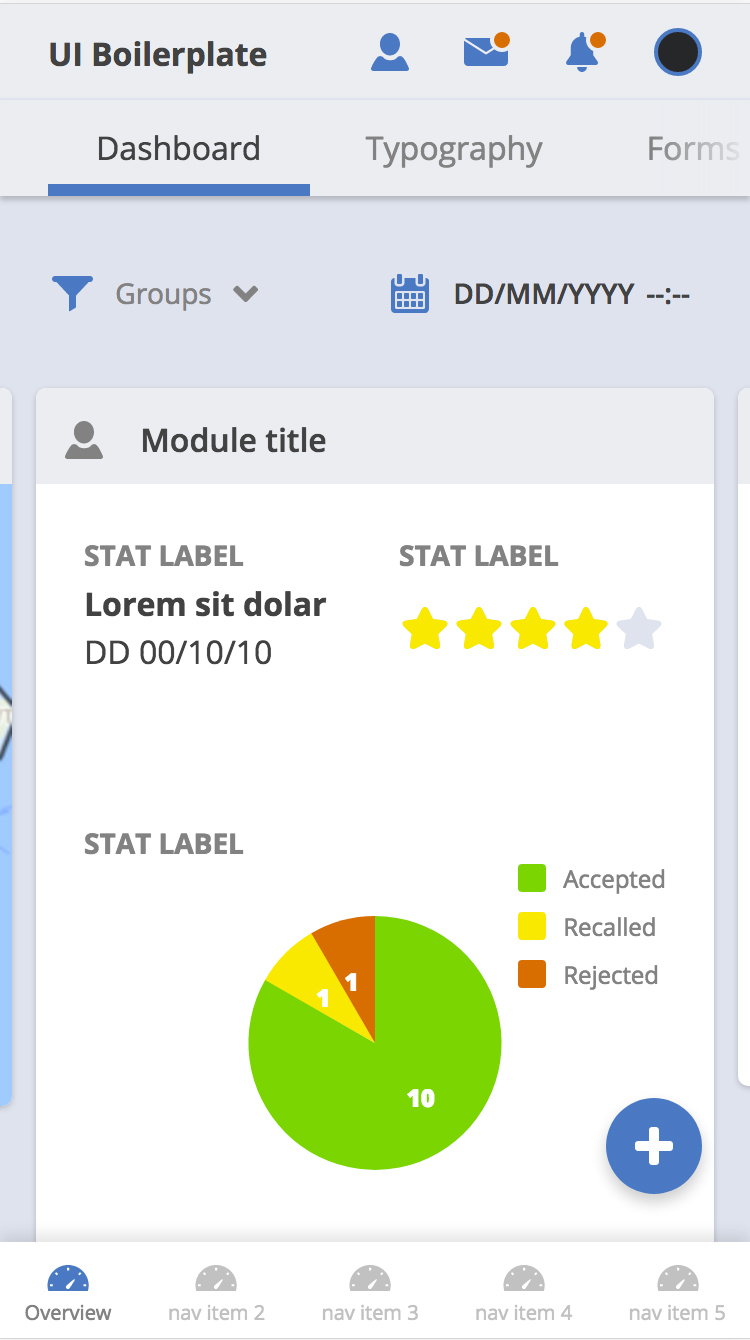 UI Boilerplate
Dashboard Typography Forms
Groups DD/MM/YYYY --:--
Module title
STAT LABEL STAT LABEL
Lorem sit dolar
DD 00/10/10
STAT LABEL
Accepted
Recalled
Rejected
1
1
10
Overview nav item 2 nav item 3 nav item 4 nav item 5